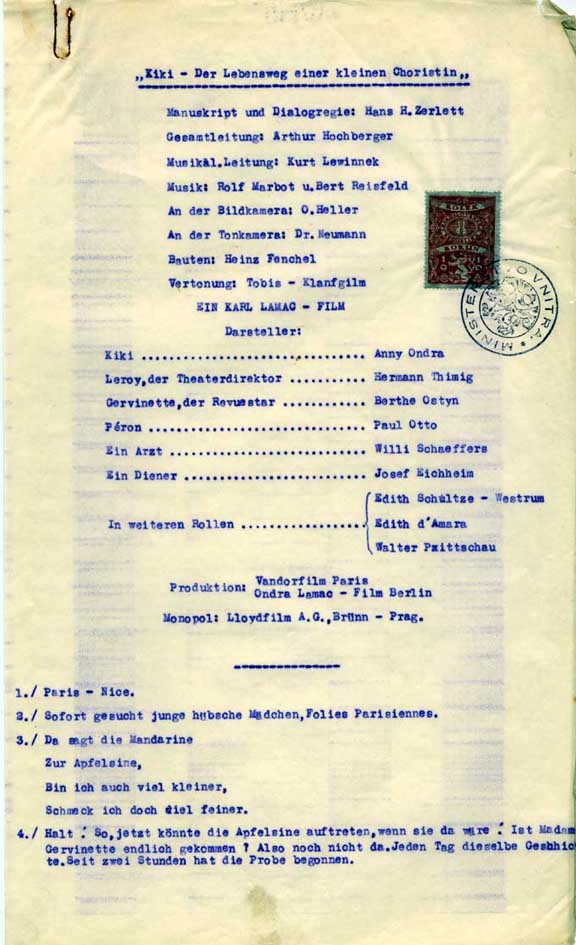 „Kiki - Der Lebensweg einer kleinen Choristin„
Manuskript und Dialogregie: Hans H.Zerlett
Gesamtleitung: Arthur Hochberger
Musikal.Leitung: Kurt Lewinnek
Musik: Rolf Marbot u.Bert Reisfeld
An der Bildkamera: O.Heller
An der Tonkamera: Dr.Neumann
Bauten: Heinz Fenchel
Vertonung: Tobis - Klanfgilm
EIN KARL LAMAC - FILM
Darsteller:
Kiki ................................ Anny Ondra
Leroy,der Theaterdirektor ........... Hermann Thimig
Gervinette,der Revuestar ............ Berthe Ostyn
Péron ............................... Paul Otto
Ein Arzt ............................ Willi Schaeffers
Ein Diener .......................... Josef Eichheim
Edith Schultze - Westrum
In weiteren Rollen .................. Edith d'Amara
Walter Pxittschau
Produktion: Vandorfilm Paris
Ondra Lamac - Film Berlin
Monopol: Lloydfilm A.G.,Brünn - Prag.
1./ Paris - Nice.
2./ Sofort gesucht junge hübsche Mädchen,Folies Parisiennes.
3./ Da sagt die Mandarine
Zur Apfelsine,
Bin ich auch viel kleiner,
Schmeck ich doch viel feiner.
4./ Halt ! So,jetzt könnte die Apfelsine auftreten,wenn sie da wäre ! Ist Madam
Gervinette endlich gekommen ? Also noch nicht da.Jeden Tag dieselbe Geschic
te.Seit zwei Stunden hat die Probe begonnen.
MINISTER VNITRA
1